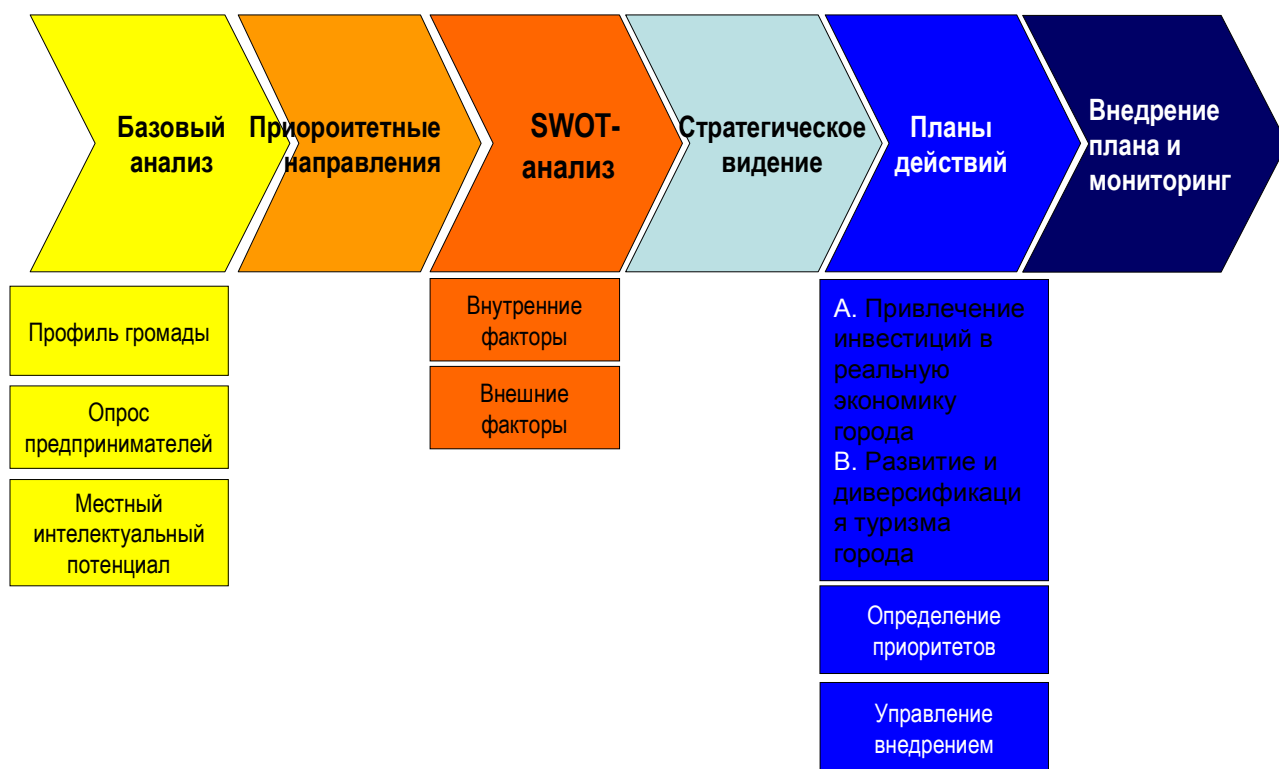 Базовый
анализ
Приороитетные
направления
SWOT-
анализ
Стратегическое
видение
Планы
действий
Внедрение
плана и
мониторинг
Профиль громады
Опрос
предпринимателей
Местный
интелектуальный
потенциал
Внутренние
факторы
Внешние
факторы
А. Привлечение
инвестиций в
реальную
экономику
города
В. Развитие и
диверсификаци
я туризма
города
Определение
приоритетов
Управление
внедрением